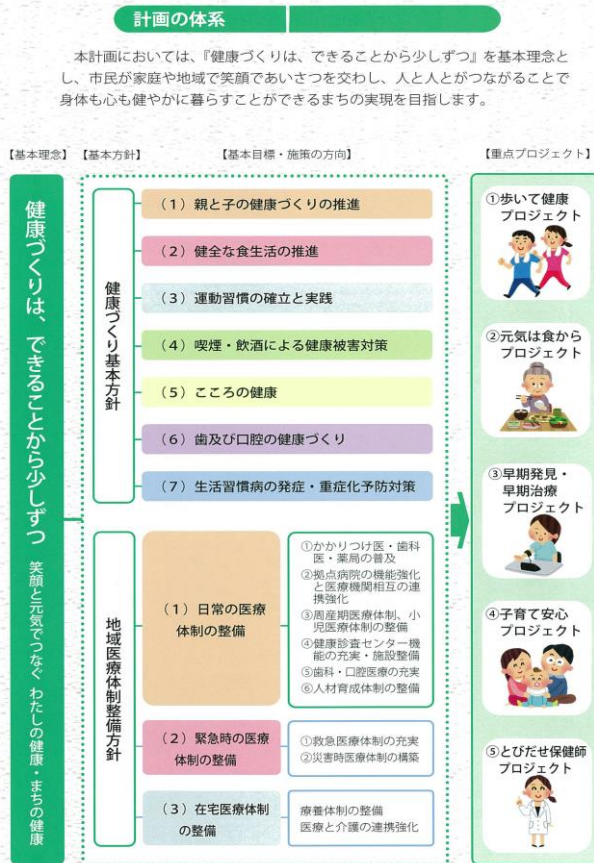 計画の体系
本計画においては、『健康づくりは、できることから少しずつ』を基本理念と
し、市民が家庭や地域で笑顔であいさつを交わし、人と人とがつながることで
身体も心も健やかに暮らすことができるまちの実現を目指します。
【基本理念】
【基本方針】
【基本目標・施策の方向】
【重点プロジェクト】
健康づくりは、できることから少しずつ
笑顔と元気でつなぐ わたしの健康・まちの健康
健康づくり基本方針
（1）親と子の健康づくりの推進
（2）健全な食生活の推進
（3）運動習慣の確立と実践
（4）喫煙・飲酒による健康被害対策
（5）こころの健康
（6）歯及び口腔の健康づくり
（7）生活習慣病の発症・重症化予防対策
地域医療体制整備方針
（1）日常の医療
体制の整備
①かかりつけ医・歯科
医・薬局の普及
②拠点病院の機能強化
と医療機関相互の連
携強化
③周産期医療体制、小
児医療体制の整備
④健康診査センター機
能の充実・施設整備
⑤歯科・口腔医療の充実
⑥人材育成体制の整備
（2）緊急時の医療
体制の整備
①救急医療体制の充実
②災害時医療体制の構築
（3）在宅医療体制
の整備
療養体制の整備
医療と介護の連携強化
①歩いて健康
プロジェクト
②元気は食から
プロジェクト
③早期発見・
早期治療
プロジェクト
④子育て安心
プロジェクト
⑤とびだせ保健師
プロジェクト